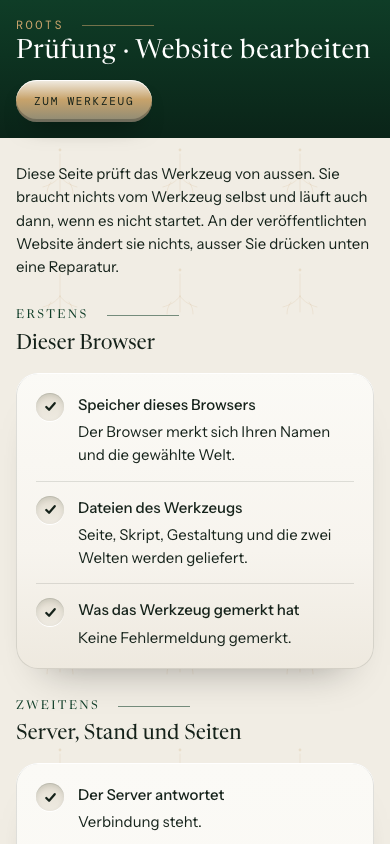 ROOTS
Prüfung · Website bearbeiten
ZUM WERKZEUG
Diese Seite prüft das Werkzeug von aussen. Sie
braucht nichts vom Werkzeug selbst und läuft auch
dann, wenn es nicht startet. An der veröffentlichten
Website ändert sie nichts, ausser Sie drücken unten
eine Reparatur.
ERSTENS
Dieser Browser
Speicher dieses Browsers
Der Browser merkt sich Ihren Namen
und die gewählte Welt.
Dateien des Werkzeugs
Seite, Skript, Gestaltung und die zwei
Welten werden geliefert.
Was das Werkzeug gemerkt hat
Keine Fehlermeldung gemerkt.
ZWEITENS
Server, Stand und Seiten
Der Server antwortet
Verbindung steht.